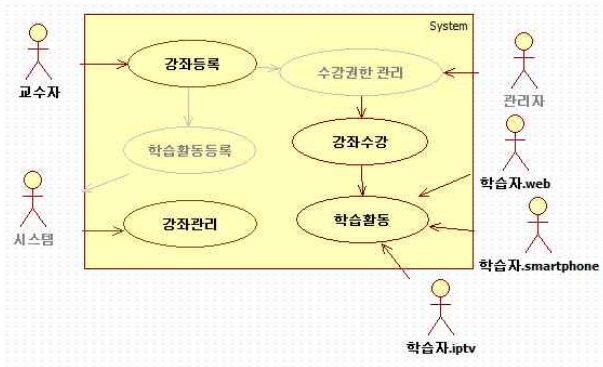 System
강좌등록
수강권한 관리
교수자
관리자
학습활동등록
강좌수강
학습자.web
시스템
강좌관리
학습활동
학습자.smartphone
학습자.iptv